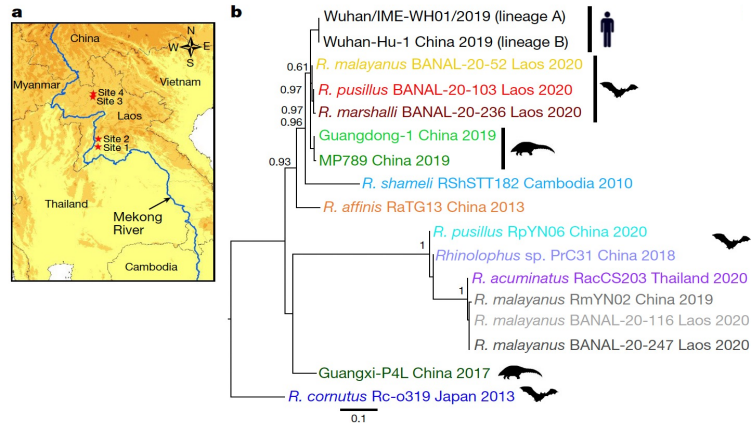 a
N
W E
S
China
Myanmar
Vietnam
Site 4
Site 3
Laos
Site 2
Site 1
Thailand
Mekong
River
Cambodia
b
Wuhan/IME-WH01/2019 (lineage A)
Wuhan-Hu-1 China 2019 (lineage B)
0.61
R. malayanus BANAL-20-52 Laos 2020
0.97
R. pusillus BANAL-20-103 Laos 2020
0.97
R. marshalli BANAL-20-236 Laos 2020
0.96
Guangdong-1 China 2019
MP789 China 2019
0.93
R. shameli RShSTT182 Cambodia 2010
R. affinis RaTG13 China 2013
R. pusillus RpYN06 China 2020
1
Rhinolophus sp. PrC31 China 2018
R. acuminatus RacCS203 Thailand 2020
1
R. malayanus RmYN02 China 2019
R. malayanus BANAL-20-116 Laos 2020
R. malayanus BANAL-20-247 Laos 2020
Guangxi-P4L China 2017
R. cornutus Rc-o319 Japan 2013
0.1